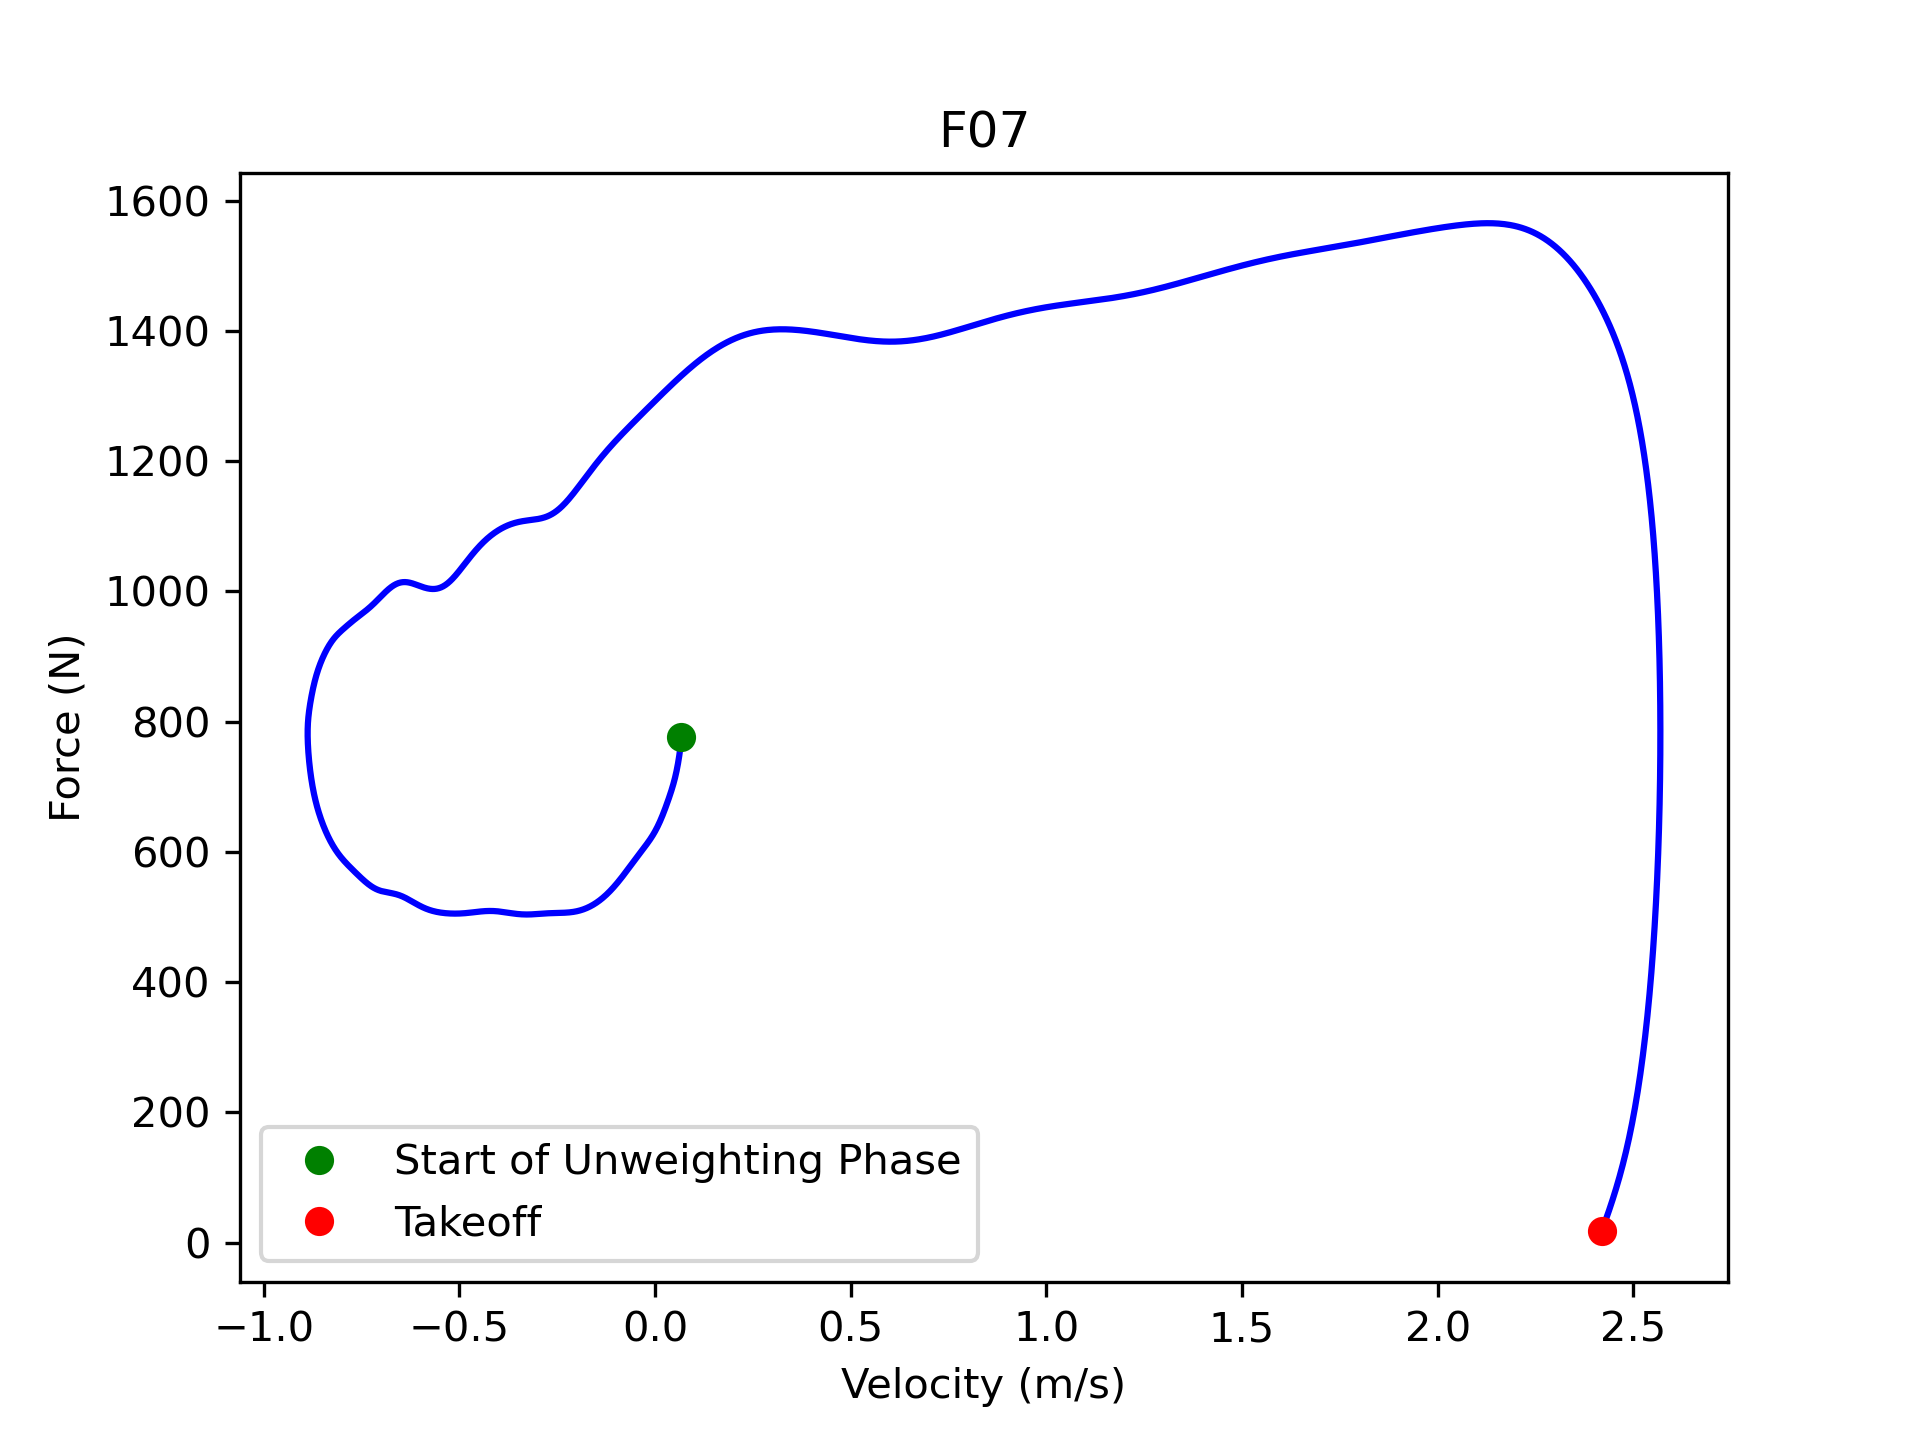 F07
1600
1400
1200
1000
800
600
400
200
0
Force (N)
Start of Unweighting Phase
Takeoff
−1.0 −0.5 0.0 0.5 1.0 1.5 2.0 2.5
Velocity (m/s)